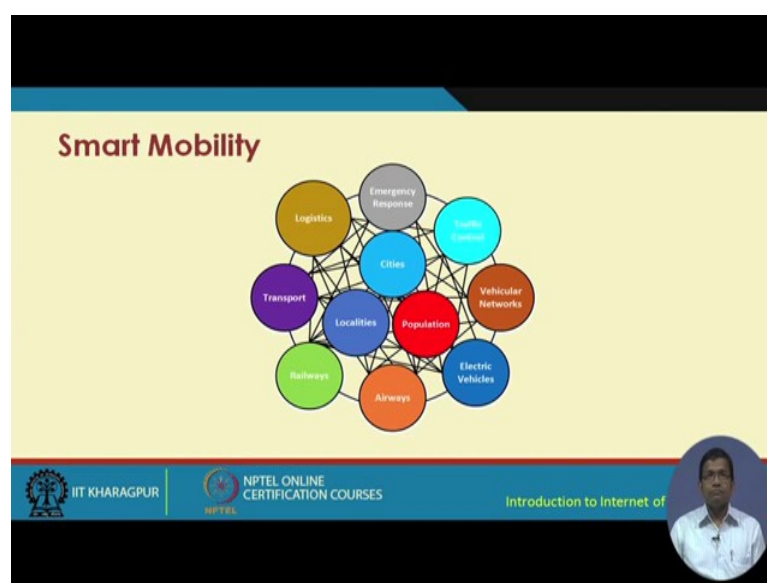 Smart Mobility
Emergency
Response
Logistics
Traffic
Control
Cities
Transport
Vehicular
Networks
Localities
Population
Railways
Electric
Vehicles
Airways
IIT KHARAGPUR
NPTEL
NPTEL ONLINE
CERTIFICATION COURSES
Introduction to Internet of